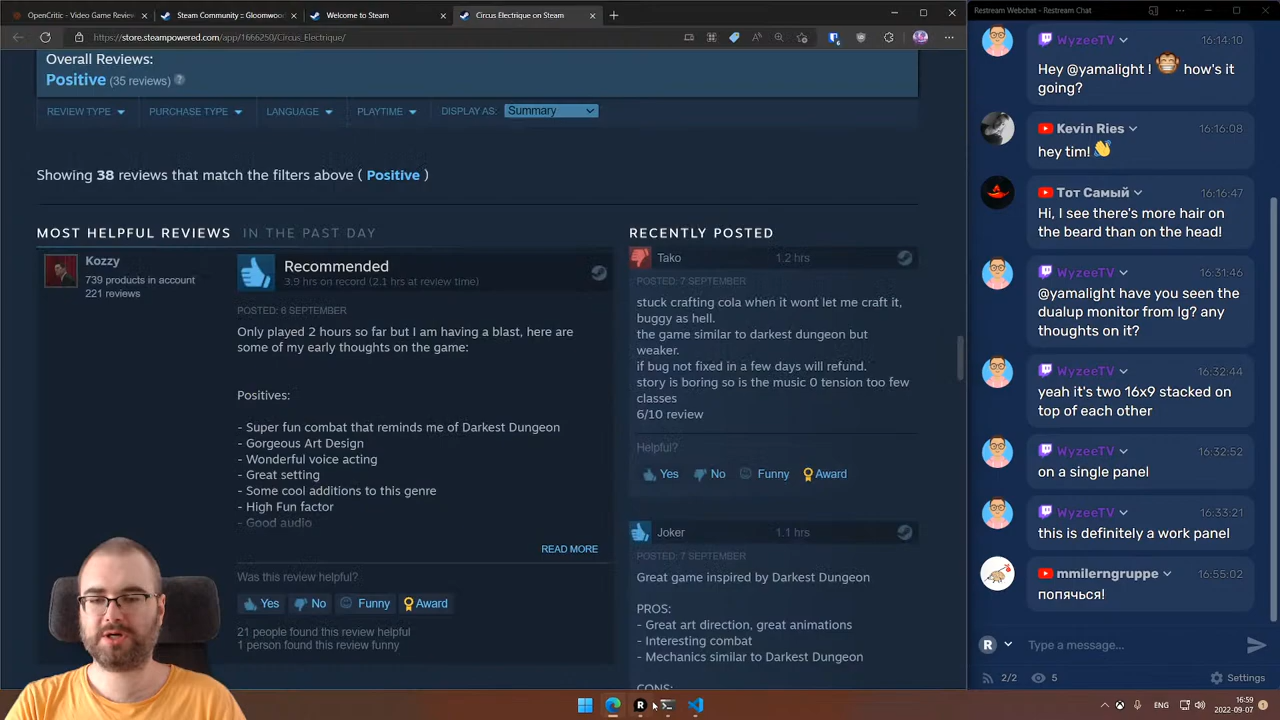 OpenCritic - Video Game Revie
Steam Community :: Gloomwoo
Welcome to Steam
Circus Electrique on Steam
https://store.steampowered.com/app/1666250/Circus-Electrique/
Overall Reviews:
Positive (35 reviews)
REVIEW TYPE
PURCHASE TYPE
LANGUAGE
PLAYTIME
DISPLAY AS:
Summary
Showing 38 reviews that match the filters above ( Positive )
MOST HELPFUL REVIEWS IN THE PAST DAY
Kozzy
739 products in account
221 reviews
Recommended
3.9 hrs on record (2.1 hrs at review time)
POSTED: 6 SEPTEMBER
Only played 2 hours so far but I am having a blast, here are
some of my early thoughts on the game:
Positives:
- Super fun combat that reminds me of Darkest Dungeon
- Gorgeous Art Design
- Wonderful voice acting
- Great setting
- Some cool additions to this genre
- High Fun factor
- Good audio
READ MORE
Was this review helpful?
Yes
No
Funny
Award
21 people found this review helpful
1 person found this review funny
RECENTLY POSTED
Tako
1.2 hrs
POSTED: 7 SEPTEMBER
stuck crafting cola when it wont let me craft it,
buggy as hell.
the game similar to darkest dungeon but
weaker.
if bug not fixed in a few days will refund.
story is boring so is the music 0 tension too few
classes
6/10 review
Helpful?
Yes
No
Funny
Award
Joker
1.1 hrs
POSTED: 7 SEPTEMBER
Great game inspired by Darkest Dungeon
PROS:
- Great art direction, great animations
- Interesting combat
- Mechanics similar to Darkest Dungeon
CONS:
Restream Webchat - Restream Chat
WyzeeTV
16:14:10
Hey @yamalight ! how's it
going?
Kevin Ries
16:16:08
hey tim!
Тот Самый
16:16:47
Hi, I see there's more hair on
the beard than on the head!
WyzeeTV
16:31:46
@yamalight have you seen the
dualup monitor from lg? any
thoughts on it?
WyzeeTV
16:32:44
yeah it's two 16x9 stacked on
top of each other
WyzeeTV
16:32:52
on a single panel
WyzeeTV
16:33:21
this is definitely a work panel
mmilerngruppe
16:55:02
попячься!
R
Type a message...
2/2
5
Settings
ENG
16:59
2022-09-07